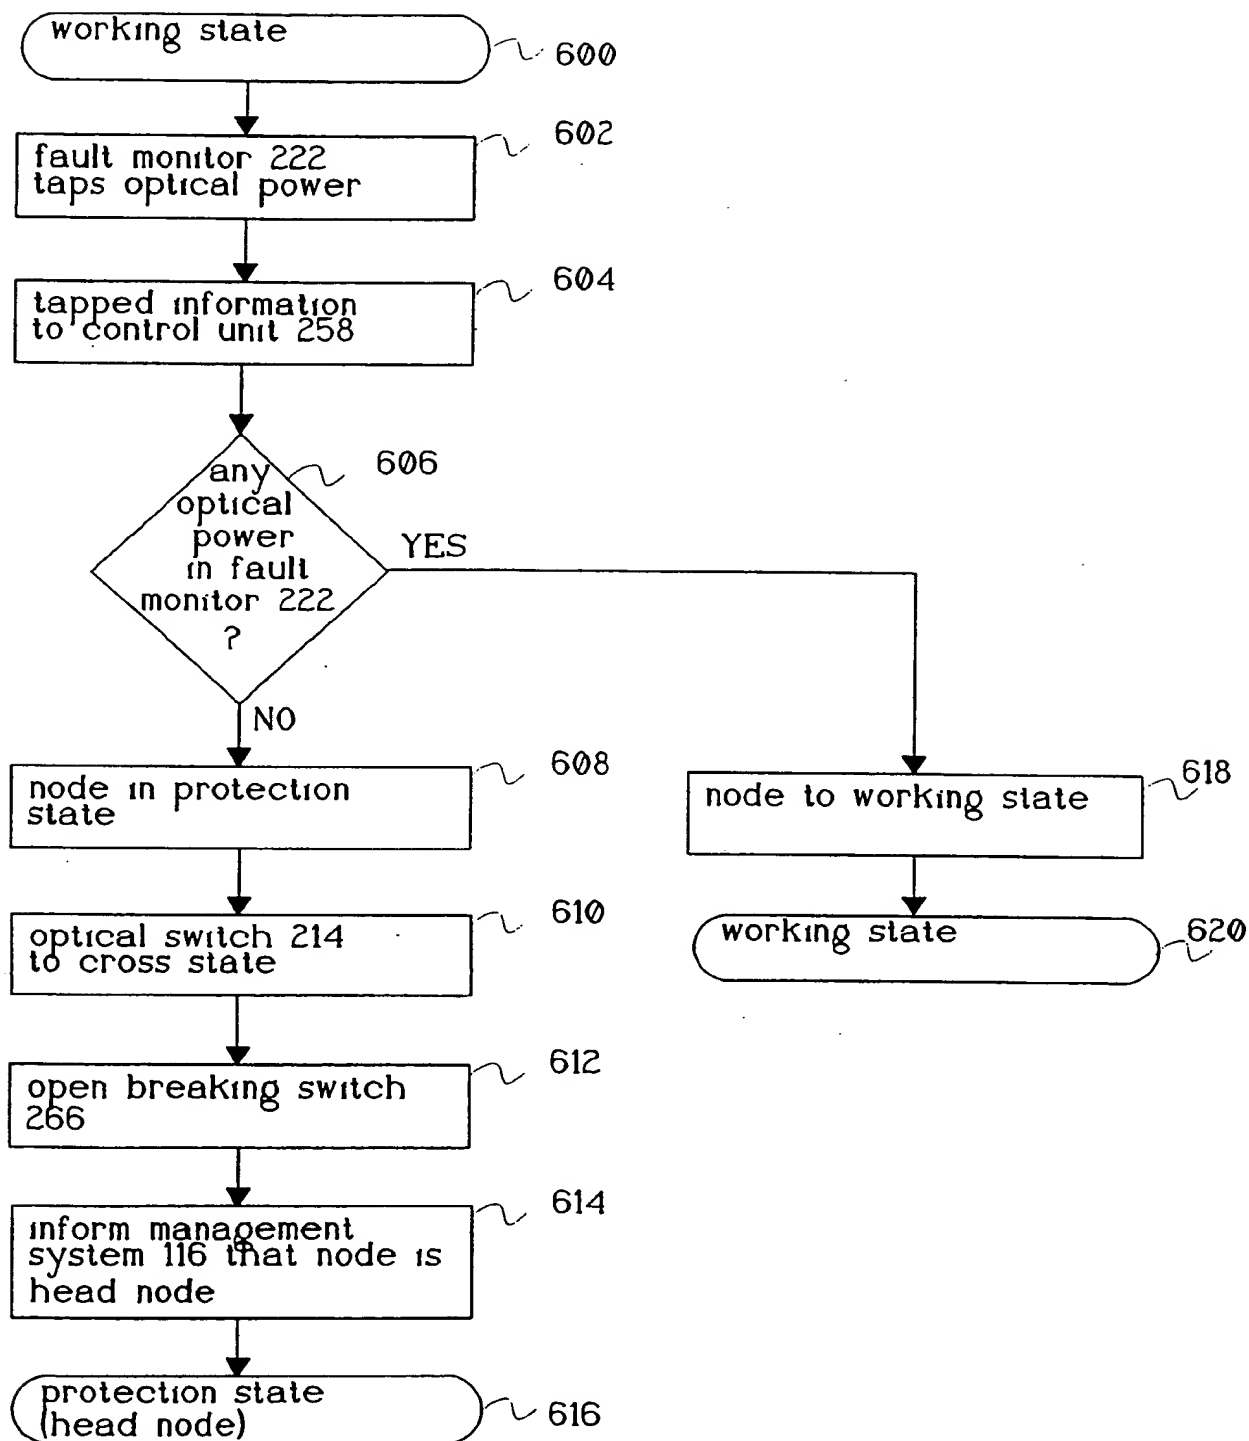 working state
600
602
fault monitor 222
taps optical power
604
tapped information
to control unit 258
606
any
optical
power
in fault
monitor 222
?
YES
NO
608
node in protection
state
618
node to working state
610
optical switch 214
to cross state
working state
620
612
open breaking switch
266
614
inform management
system 116 that node is
head node
protection state
(head node)
616